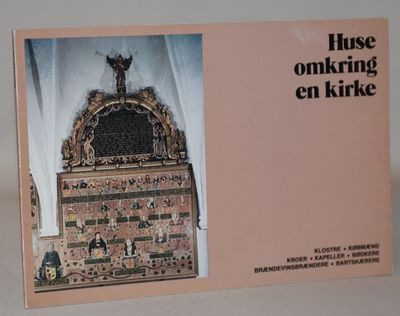 Huse
omkring
en kirke
KLOSTRE • KØBMÆND
KROER • KAPELLER • BØDKERE
BRÆNDEVINSBRÆNDERE • BARTSKÆRERE